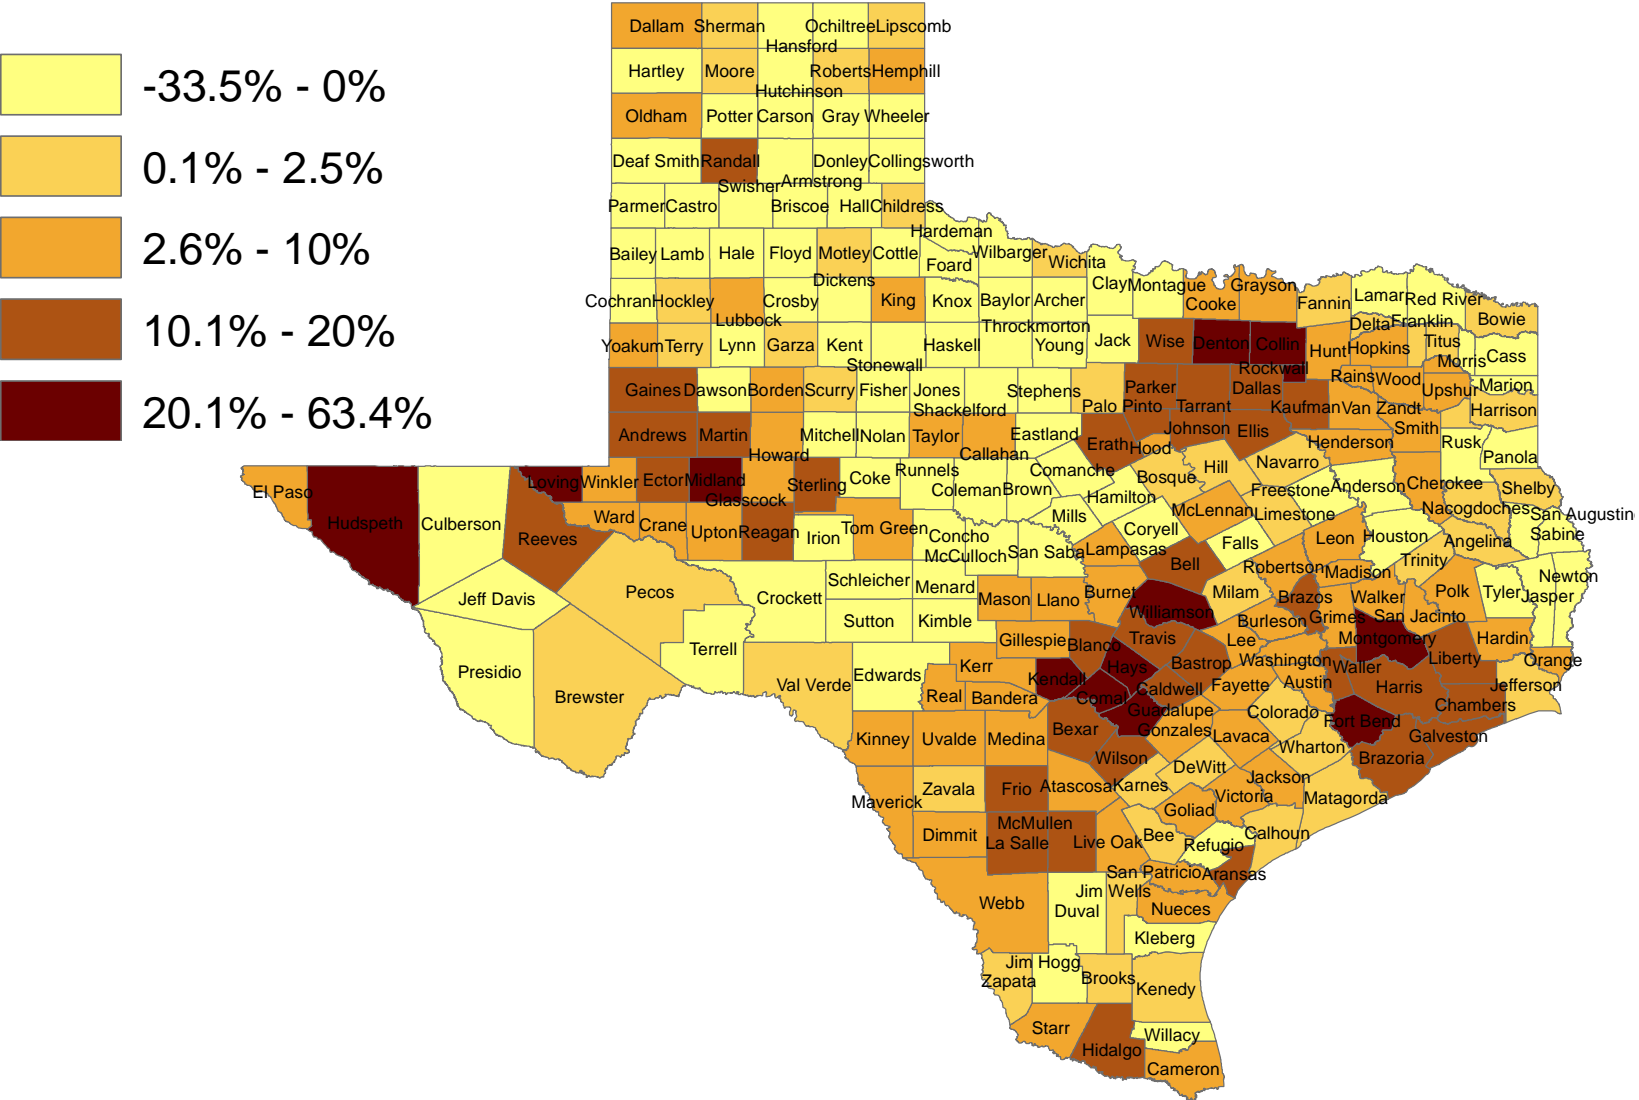 -33.5% - 0%
0.1% - 2.5%
2.6% - 10%
10.1% - 20%
20.1% - 63.4%
Dallam Sherman Ochiltree Lipscomb
Hansford
Hartley Moore Roberts Hemphill
Hutchinson
Oldham Potter Carson Gray Wheeler
Deaf Smith Randall Donley Collingsworth
Swisher Armstrong
Parmer Castro Briscoe Hall Childress
Hardeman
Bailey Lamb Hale Floyd Motley Cottle Foard Wilbarger Wichita
Dickens
Clay Montague Cooke Grayson Fannin Lamar Red River
Cochran Hockley Crosby King Knox Baylor Archer
Lubbock
Delta Franklin Bowie
Throckmorton
Yoakum Terry Lynn Garza Kent Haskell Young Jack Wise Denton Collin Hunt Hopkins Titus
Morris Cass
Stonewall
Rockwall
Gaines Dawson Borden Scurry Fisher Jones Stephens Parker Dallas Rains Wood Upshur Marion
Shackelford Palo Pinto Tarrant Kaufman Van Zandt Harrison
Andrews Martin Mitchell Nolan Taylor Eastland Erath Hood Johnson Ellis Henderson Smith Rusk
Howard Callahan
Panola
El Paso Loving Winkler Ector Midland Sterling Coke Runnels Coleman Brown Comanche Bosque Hill Navarro Anderson Cherokee Shelby
Glasscock
Hamilton Freestone
Hudspeth Culberson Reeves Ward Crane Upton Reagan Irion Tom Green Concho Mills Coryell McLennan Limestone Nacogdoches San Augustine
McCulloch San Saba Lampasas Falls Leon Houston Angelina Sabine
Bell Robertson Madison Trinity
Jeff Davis Pecos Crockett Schleicher Menard Mason Llano Burnet Milam Brazos Walker Polk Tyler Jasper Newton
Sutton Kimble Williamson Burleson Grimes San Jacinto
Presidio Brewster Terrell Gillespie Blanco Travis Lee Montgomery Hardin
Val Verde Edwards Kerr Kendall Hays Bastrop Washington Waller Liberty Orange
Real Bandera Comal Caldwell Fayette Austin Harris Jefferson
Guadalupe Colorado Fort Bend Chambers
Kinney Uvalde Medina Bexar Gonzales Lavaca Wharton Galveston
Wilson DeWitt Brazoria
Maverick Zavala Frio Atascosa Karnes Victoria Jackson Matagorda
Goliad
Dimmit McMullen
La Salle Live Oak Bee Refugio Calhoun
San Patricio Aransas
Webb Duval Jim Wells Nueces
Kleberg
Zapata Jim Hogg Brooks Kenedy
Starr Hidalgo Willacy
Cameron